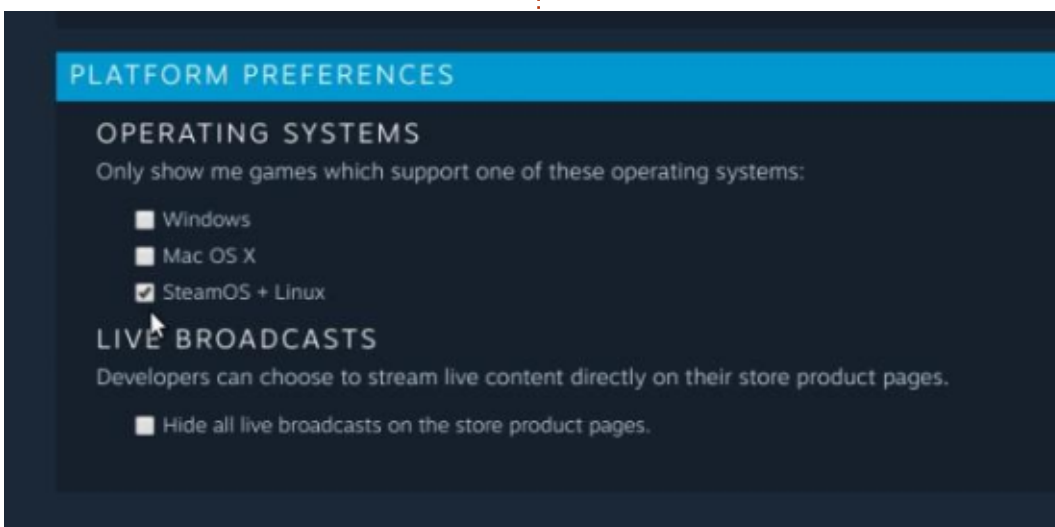 PLATFORM PREFERENCES
OPERATING SYSTEMS
Only show me games which support one of these operating systems:
Windows
Mac OS X
SteamOS + Linux
LIVE BROADCASTS
Developers can choose to stream live content directly on their store product pages.
Hide all live broadcasts on the store product pages.